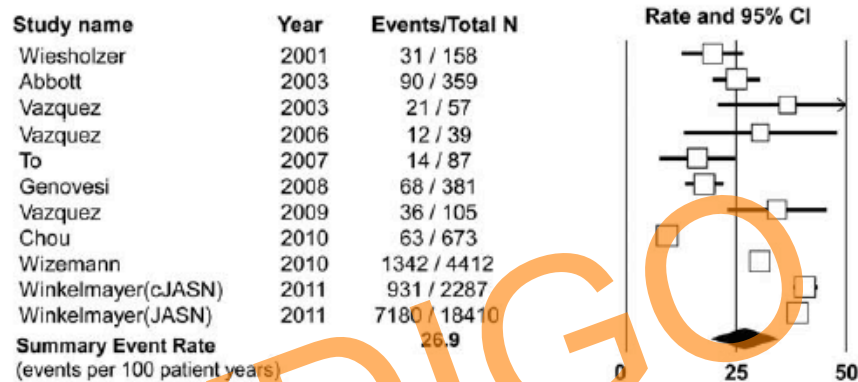 Study name Year Events/Total N Rate and 95% CI
Wiesholzer 2001 31 / 158
Abbott 2003 90 / 359
Vazquez 2003 21 / 57
Vazquez 2006 12 / 39
To 2007 14 / 87
Genovesi 2008 68 / 381
Vazquez 2009 36 / 105
Chou 2010 63 / 673
Wizemann 2010 1342 / 4412
Winkelmayer(cJASN) 2011 931 / 2287
Winkelmayer(JASN) 2011 7180 / 18410
Summary Event Rate 26.9
(events per 100 patient years) 0 25 50
DIGO